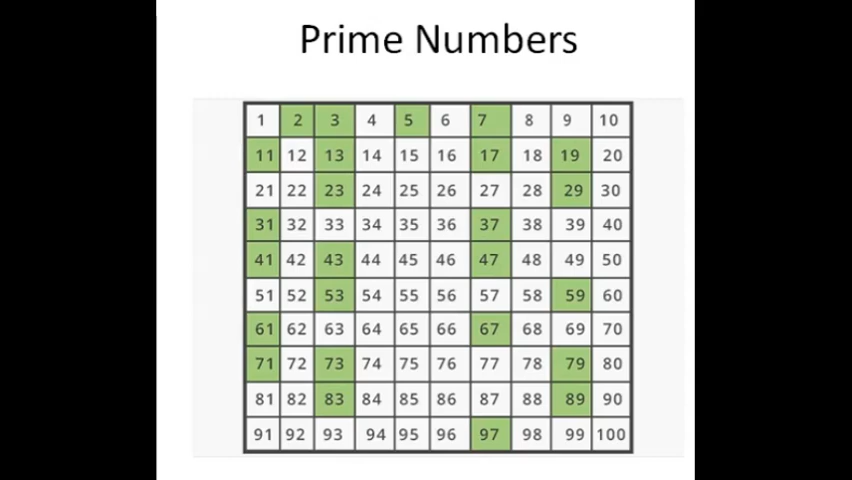 Prime Numbers
1 2 3 4 5 6 7 8 9 10
11 12 13 14 15 16 17 18 19 20
21 22 23 24 25 26 27 28 29 30
31 32 33 34 35 36 37 38 39 40
41 42 43 44 45 46 47 48 49 50
51 52 53 54 55 56 57 58 59 60
61 62 63 64 65 66 67 68 69 70
71 72 73 74 75 76 77 78 79 80
81 82 83 84 85 86 87 88 89 90
91 92 93 94 95 96 97 98 99 100